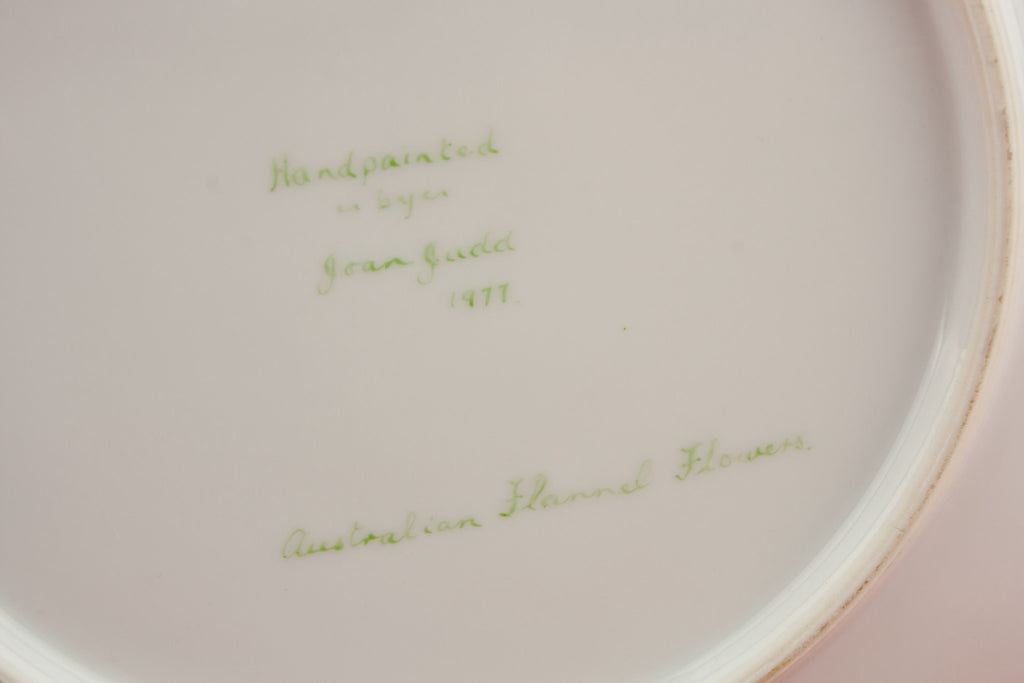 Handpainted
" by "
Joan Judd
1977.
Australian Flannel Flowers.